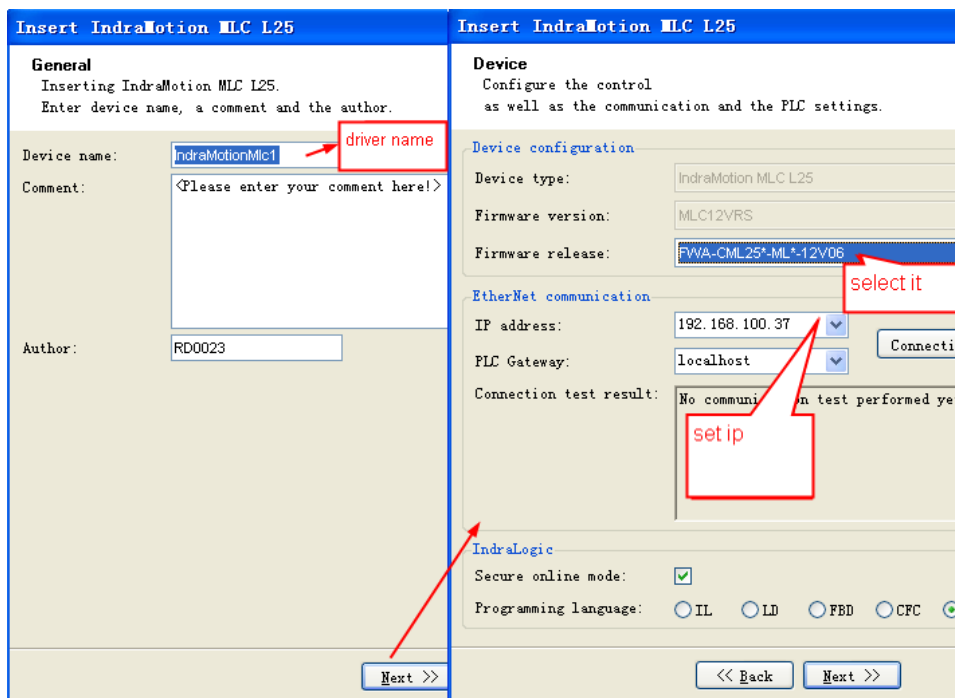 Insert IndraMotion MLC L25
General
Inserting IndraMotion MLC L25.
Enter device name, a comment and the author.
driver name
Device name:
IndraMotionMlc1
Comment:
<Please enter your comment here!>
Author:
RD0023
Next >>
Insert IndraMotion MLC L25
Device
Configure the control
as well as the communication and the PLC settings.
Device configuration
Device type:
IndraMotion MLC L25
Firmware version:
MLC12VRS
Firmware release:
FWA-CML25*-ML*-12V06
select it
EtherNet communication
IP address:
192.168.100.37
PLC Gateway:
localhost
Connecti
Connection test result:
No communi on test performed ye
set ip
IndraLogic
Secure online mode:
Programming language:
IL LD FBD CFC
<< Back Next >>